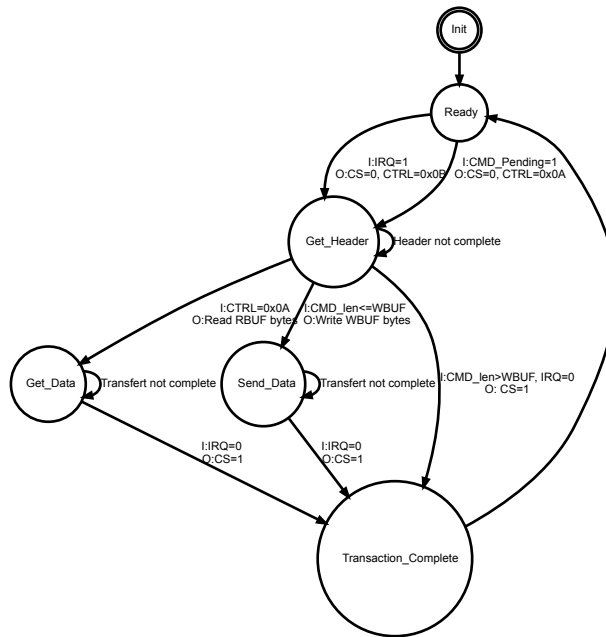 Init
Ready
I:IRQ=1
O:CS=0, CTRL=0x0B
I:CMD_Pending=1
O:CS=0, CTRL=0x0A
Get_Header
Header not complete
I:CTRL=0x0A
O:Read RBUF bytes
I:CMD_len<=WBUF
O:Write WBUF bytes
Get_Data
Transfert not complete
Send_Data
Transfert not complete
I:CMD_len>WBUF, IRQ=0
O: CS=1
I:IRQ=0
O:CS=1
I:IRQ=0
O:CS=1
Transaction_Complete